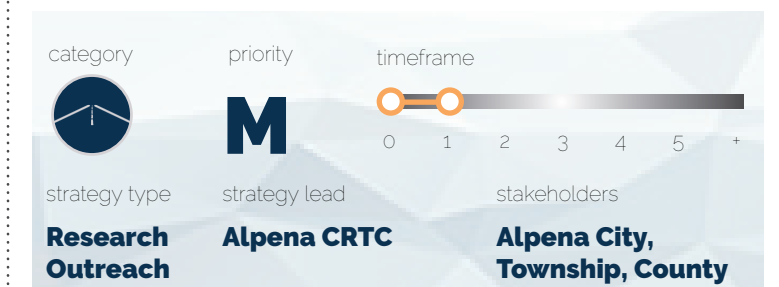 category priority timeframe
M
0 1 2 3 4 5 +
strategy type strategy lead stakeholders
Research Alpena CRTC Alpena City,
Outreach Township, County